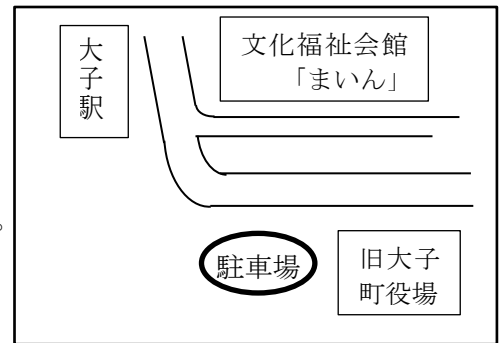 大子駅
文化福祉会館
「まいん」
。
駐車場
旧大子
町役場